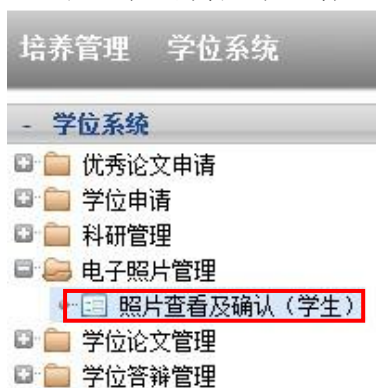 培养管理 学位系统
- 学位系统
优秀论文申请
学位申请
科研管理
电子照片管理
照片查看及确认（学生）
学位论文管理
学位答辩管理